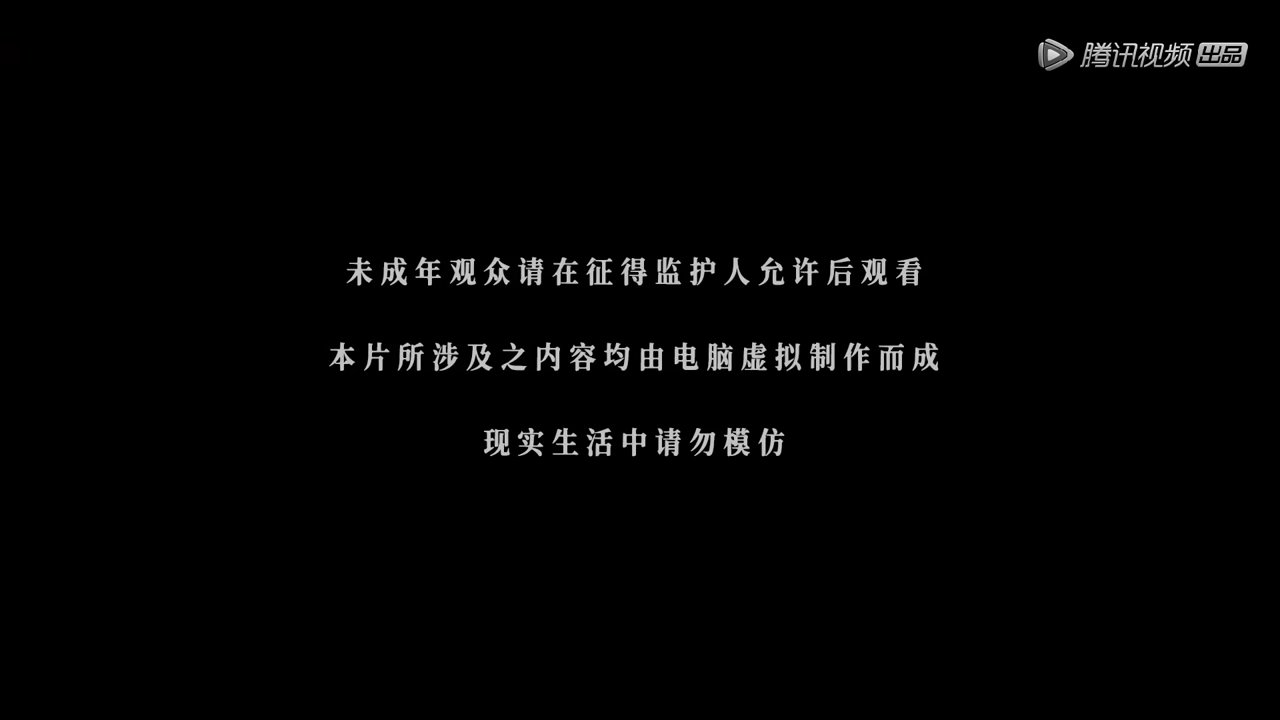 腾讯视频 出品
未成年观众请在征得监护人允许后观看
本片所涉及之内容均由电脑虚拟制作而成
现实生活中请勿模仿